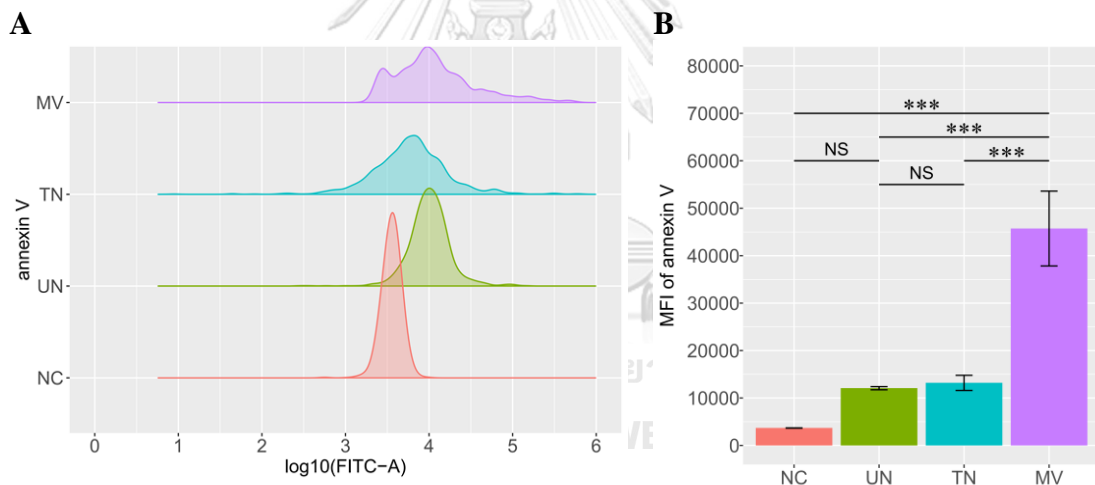 A
MV
TN
UN
NC
annexin V
0 1 2 3 4 5 6
log10(FITC-A)
B
80000
70000
60000
50000
40000
30000
20000
10000
0
MFI of annexin V
***
***
NS
***
NS
NC UN TN MV